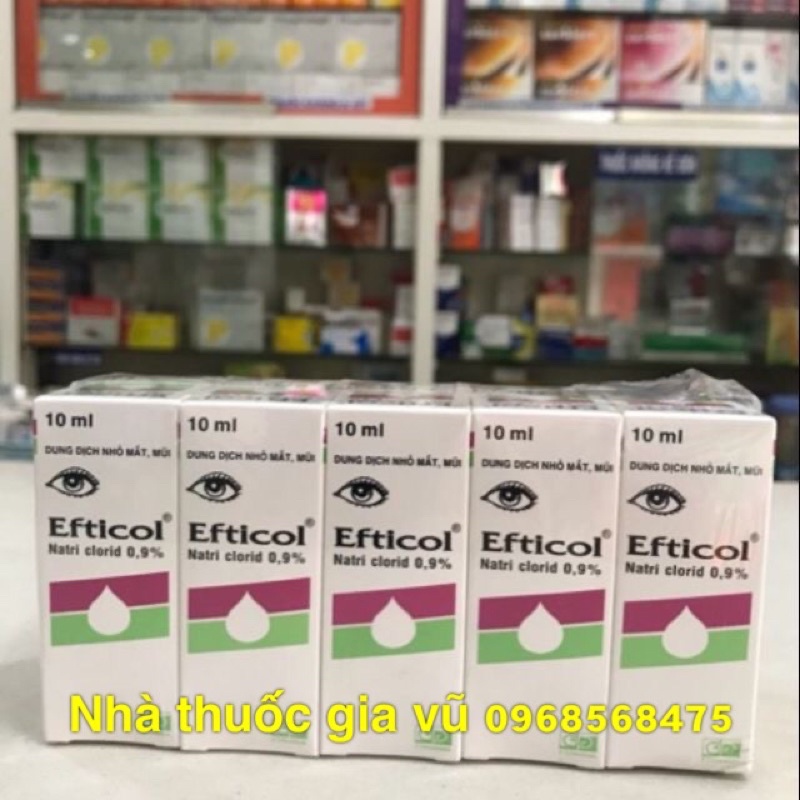 10 ml
DUNG DỊCH NHỎ MẮT, MŨI
Efticol®
Natri clorid 0,9%
10 ml
DUNG DỊCH NHỎ MẮT, MŨI
Efticol®
Natri clorid 0,9%
10 ml
DUNG DỊCH NHỎ MẮT, MŨI
Efticol®
Natri clorid 0,9%
10 ml
DUNG DỊCH NHỎ MẮT, MŨI
Efticol®
Natri clorid 0,9%
10 ml
DUNG DỊCH NHỎ MẮT, MŨI
Efticol®
Natri clorid 0,9%
Nhà thuốc gia vũ 0968568475